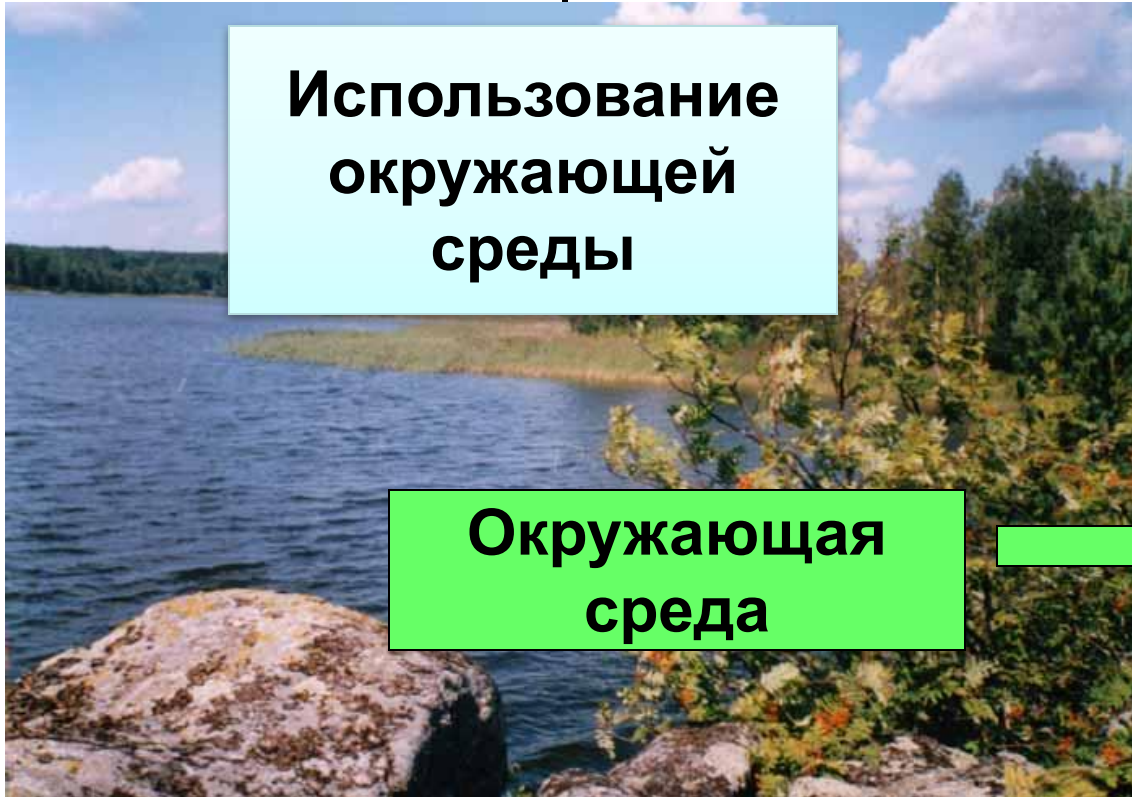 Использование
окружающей
среды
Окружающая
среда